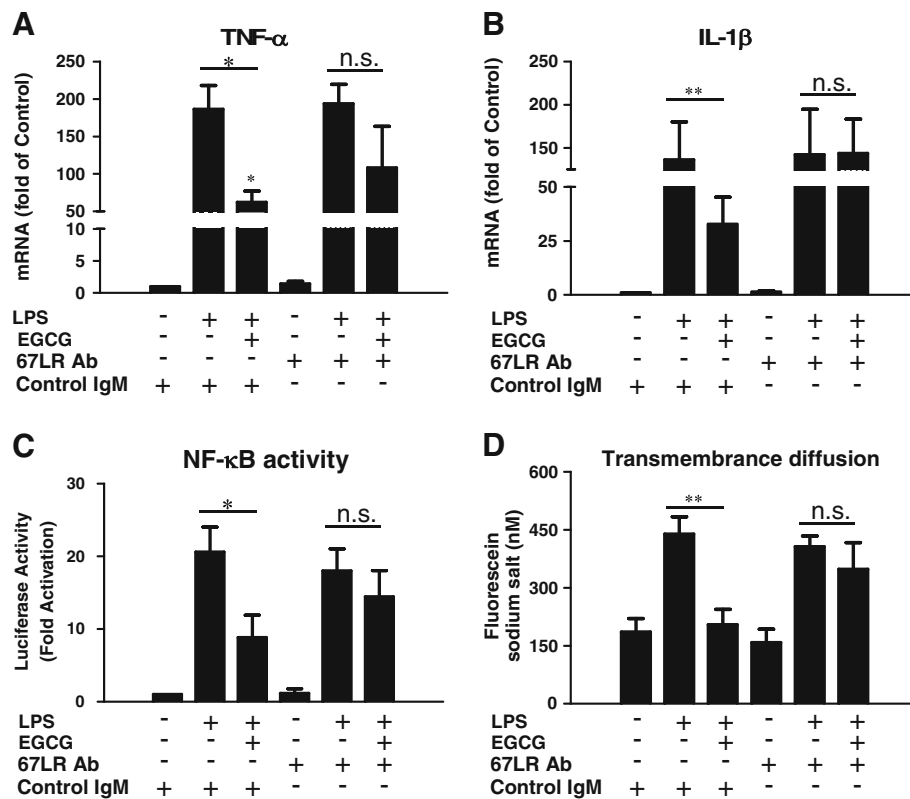 A
TNF-α
mRNA (fold of Control)
250
200
150
100
50
10
5
0
*
*
n.s.
LPS - + + - + +
EGCG - - + - - +
67LR Ab - - - + + +
Control IgM + + + - - -
B
IL-1β
mRNA (fold of Control)
250
200
150
50
25
0
**
n.s.
LPS - + + - + +
EGCG - - + - - +
67LR Ab - - - + + +
Control IgM + + + - - -
C
NF-κB activity
Luciferase Activity
(Fold Activation)
30
20
10
0
*
n.s.
LPS - + + - + +
EGCG - - + - - +
67LR Ab - - - + + +
Control IgM + + + - - -
D
Transmembrance diffusion
Fluorescein
sodium salt (nM)
600
450
300
150
0
**
n.s.
LPS - + + - + +
EGCG - - + - - +
67LR Ab - - - + + +
Control IgM + + + - - -